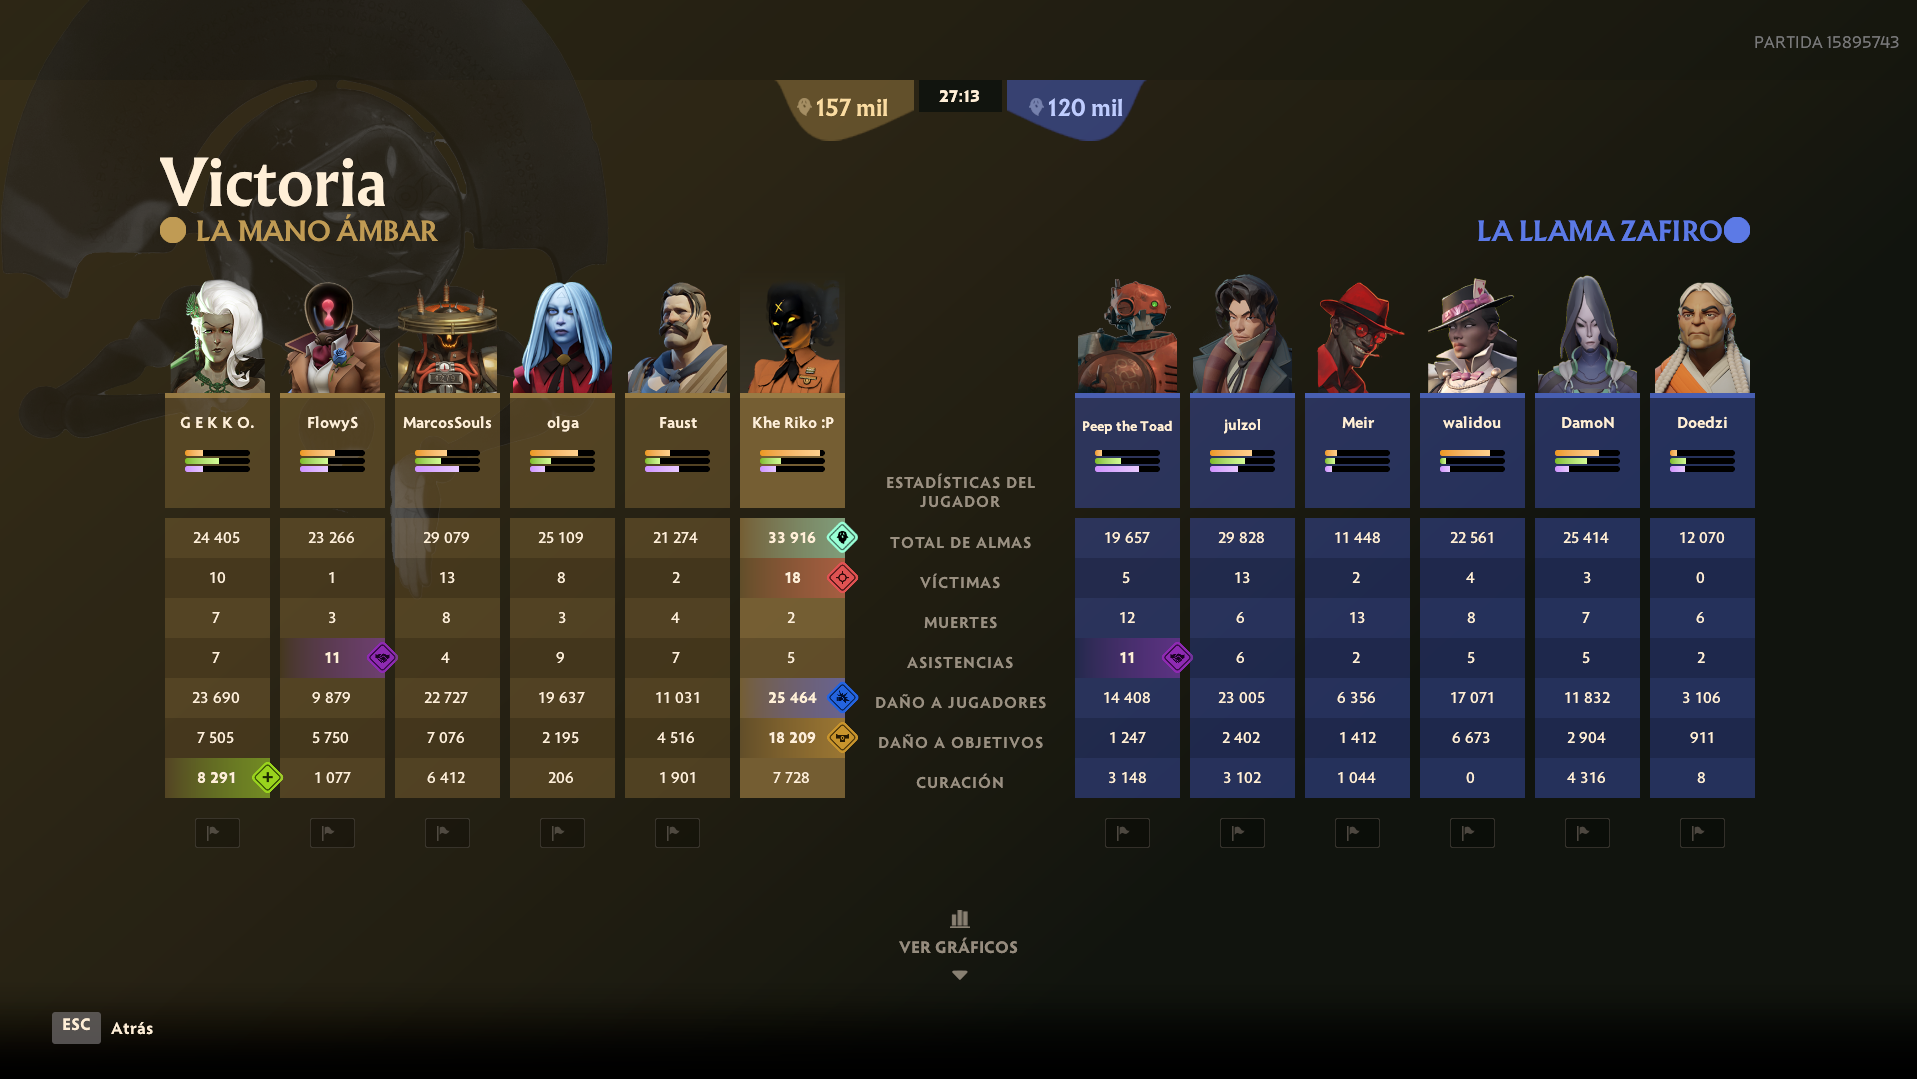 PARTIDA 15895743
157 mil
27:13
120 mil
Victoria
LA MANO ÁMBAR
LA LLAMA ZAFIRO
G E K K O. FlowyS MarcosSouls olga Faust Khe Riko :P Peep the Toad julzol Meir walidou DamoN Doedzi
ESTADÍSTICAS DEL
JUGADOR
24 405 23 266 29 079 25 109 21 274 33 916 TOTAL DE ALMAS 19 657 29 828 11 448 22 561 25 414 12 070
10 1 13 8 2 18 VÍCTIMAS 5 13 2 4 3 0
7 3 8 3 4 2 MUERTES 12 6 13 8 7 6
7 11 4 9 7 5 ASISTENCIAS 11 6 2 5 5 2
23 690 9 879 22 727 19 637 11 031 25 464 DAÑO A JUGADORES 14 408 23 005 6 356 17 071 11 832 3 106
7 505 5 750 7 076 2 195 4 516 18 209 DAÑO A OBJETIVOS 1 247 2 402 1 412 6 673 2 904 911
8 291 1 077 6 412 206 1 901 7 728 CURACIÓN 3 148 3 102 1 044 0 4 316 8
VER GRÁFICOS
ESC Atrás